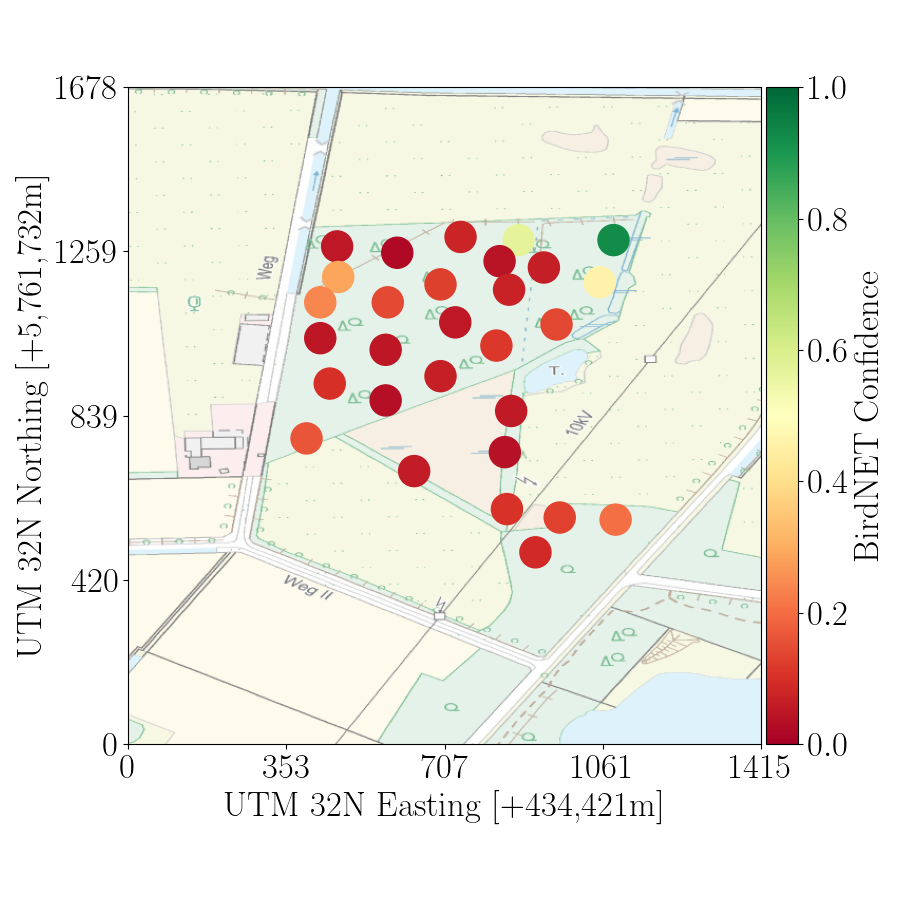 1678
1259
839
420
0
UTM 32N Northing [+5,761,732m]
Weg
T.
10kV
Weg II
0
353
707
1061
1415
UTM 32N Easting [+434,421m]
1.0
0.8
0.6
0.4
0.2
0.0
BirdNET Confidence